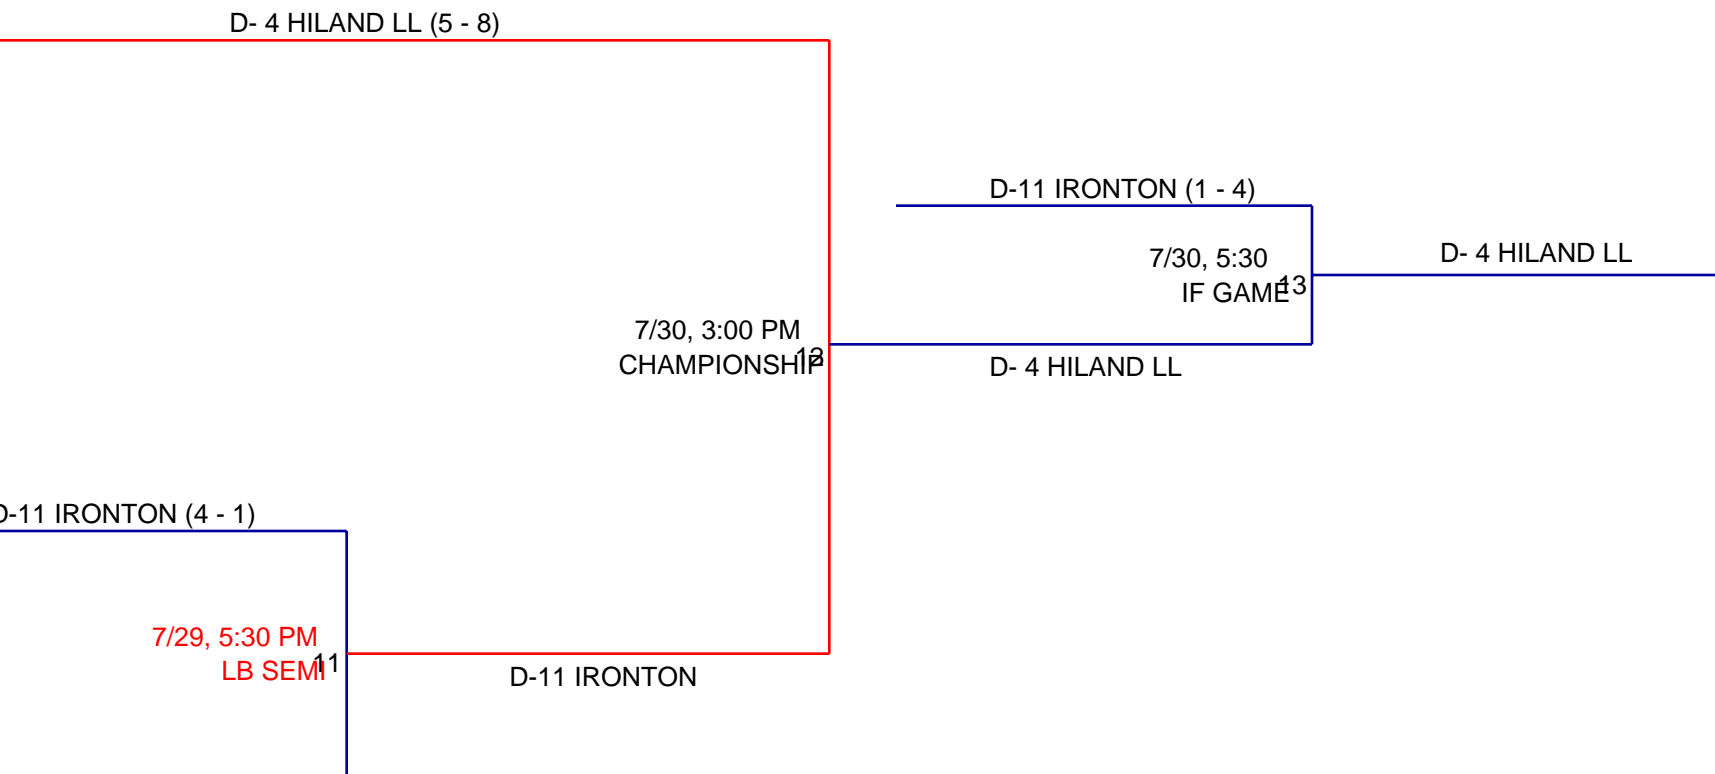 D- 4 HILAND LL (5 - 8)
D-11 IRONTON (1 - 4)
D- 4 HILAND LL
7/30, 5:30
IF GAME
13
7/30, 3:00 PM
CHAMPIONSHIP
12
D- 4 HILAND LL
D-11 IRONTON (4 - 1)
7/29, 5:30 PM
LB SEMI
11
D-11 IRONTON